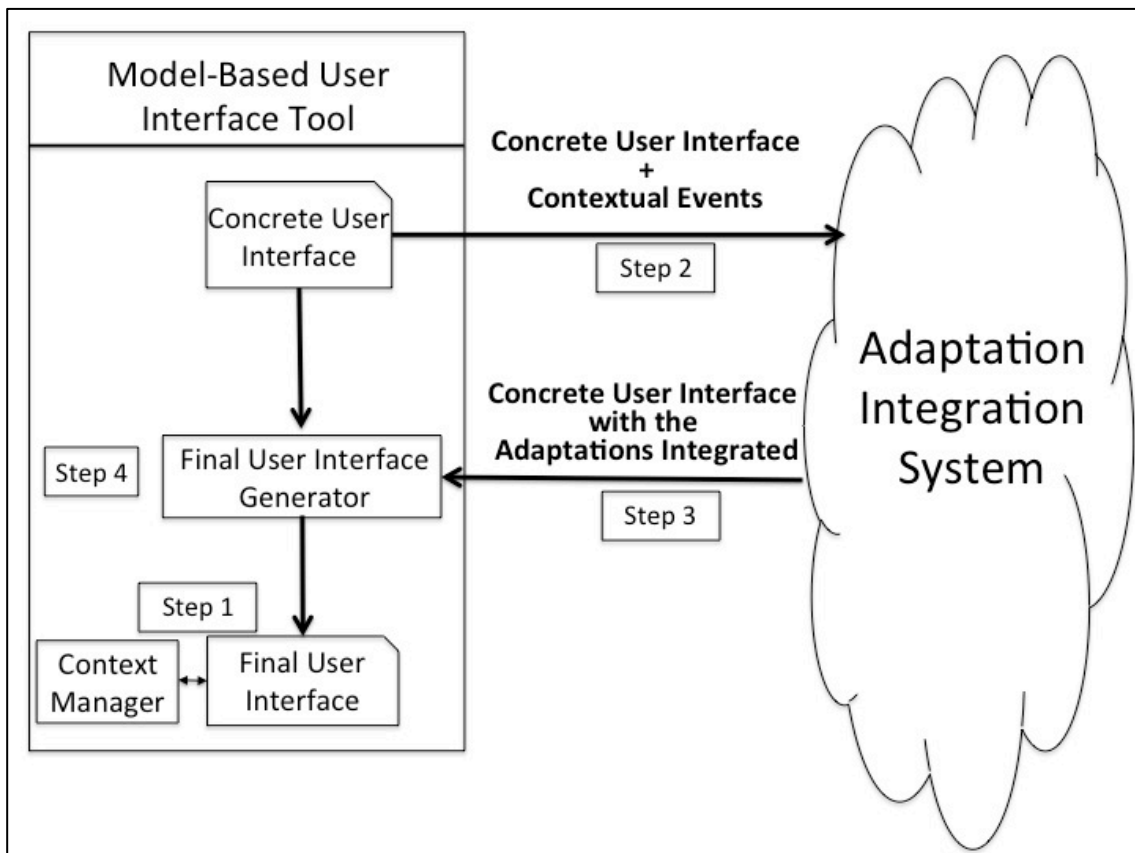 Model-Based User
Interface Tool
Concrete User
Interface
Concrete User Interface
+
Contextual Events
Step 2
Adaptation
Integration
System
Concrete User Interface
with the
Adaptations Integrated
Step 3
Step 4
Final User Interface
Generator
Step 1
Context
Manager
Final User
Interface